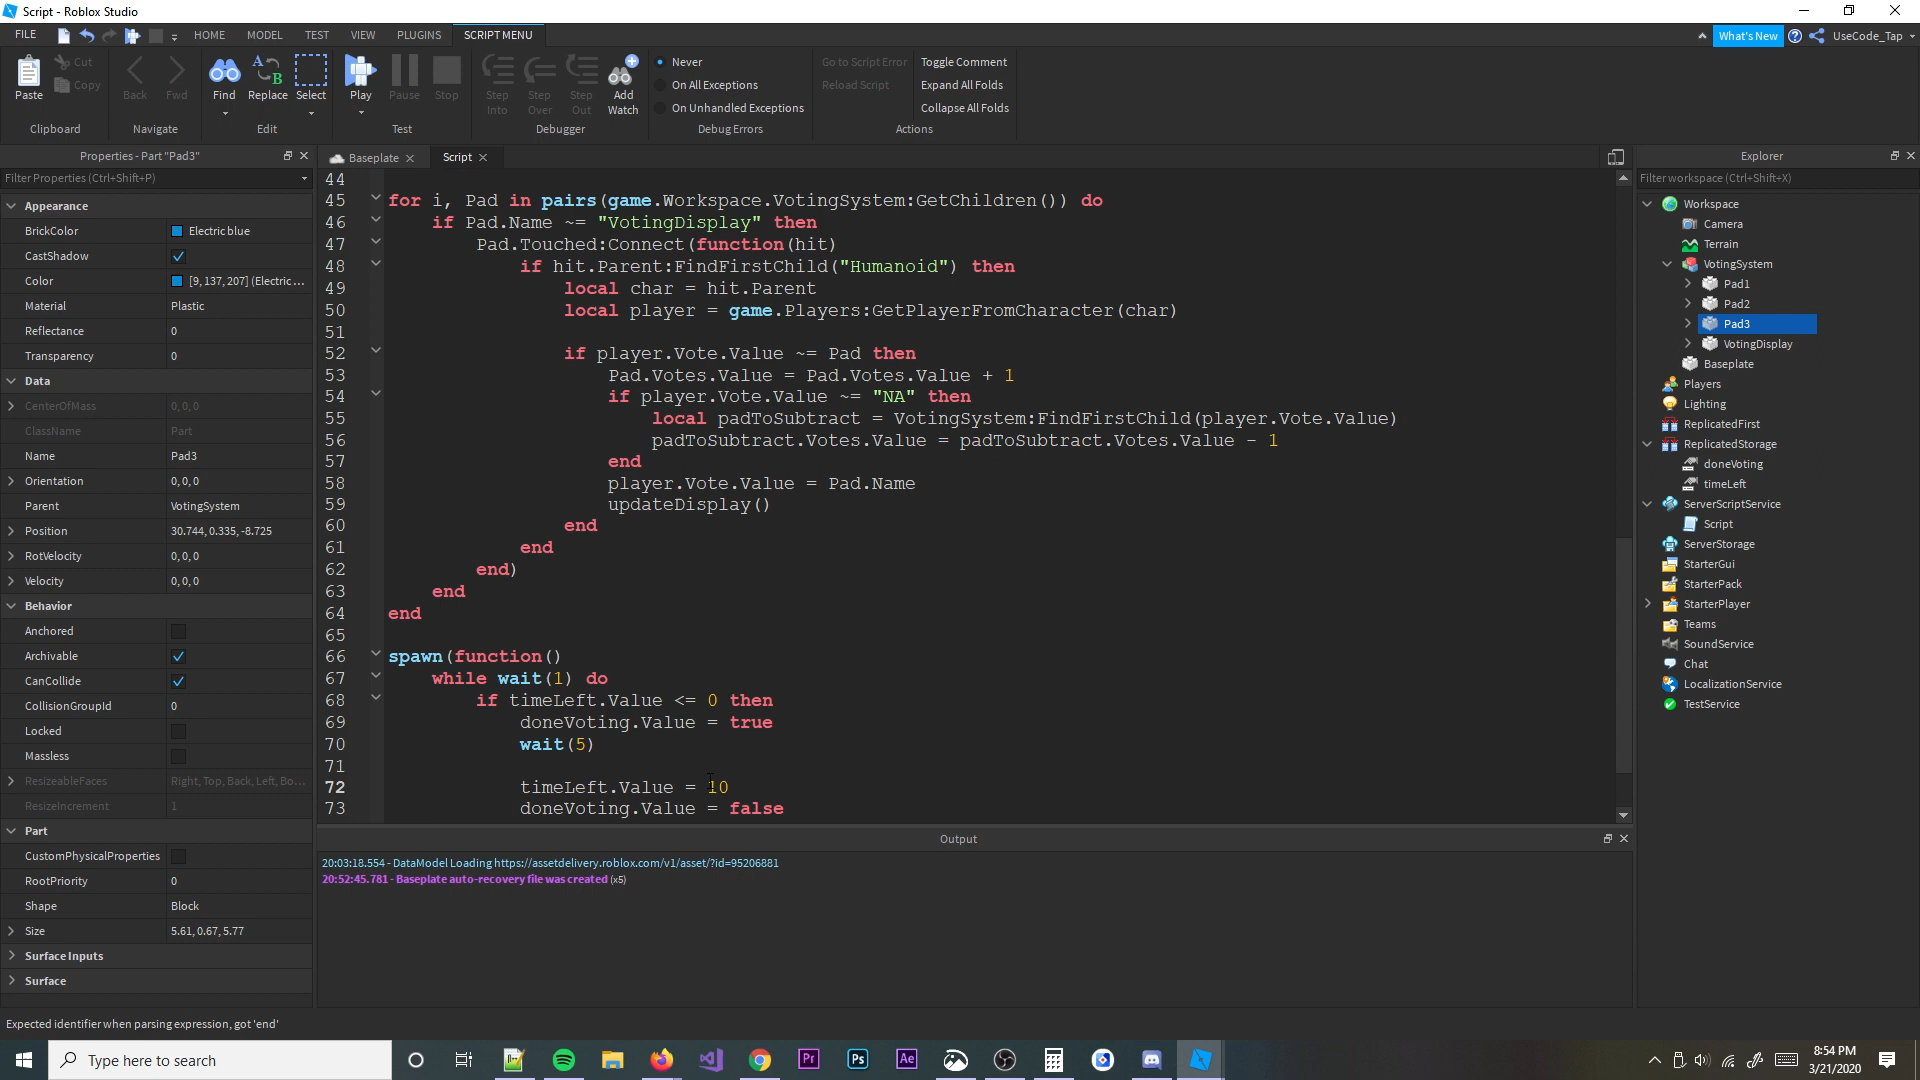 Script - Roblox Studio
FILE
HOME
MODEL
TEST
VIEW
PLUGINS
SCRIPT MENU
What's New
UseCode_Tap
Paste
Cut
Copy
Clipboard
Back
Fwd
Navigate
Find
Replace
Select
Edit
Play
Pause
Stop
Test
Step Into
Step Over
Step Out
Add Watch
Debugger
Never
On All Exceptions
On Unhandled Exceptions
Debug Errors
Go to Script Error
Reload Script
Toggle Comment
Expand All Folds
Collapse All Folds
Actions
Properties - Part "Pad3"
Filter Properties (Ctrl+Shift+P)
Appearance
BrickColor Electric blue
CastShadow
Color [9, 137, 207] (Electric ...
Material Plastic
Reflectance 0
Transparency 0
Data
CenterOfMass 0, 0, 0
ClassName Part
Name Pad3
Orientation 0, 0, 0
Parent VotingSystem
Position 30.744, 0.335, -8.725
RotVelocity 0, 0, 0
Velocity 0, 0, 0
Behavior
Anchored
Archivable
CanCollide
CollisionGroupId 0
Locked
Massless
ResizeableFaces Right, Top, Back, Left, Bo...
ResizeIncrement 1
Part
CustomPhysicalProperties
RootPriority 0
Shape Block
Size 5.61, 0.67, 5.77
Surface Inputs
Surface
Baseplate
Script
44
45 for i, Pad in pairs(game.Workspace.VotingSystem:GetChildren()) do
46 if Pad.Name ~= "VotingDisplay" then
47 Pad.Touched:Connect(function(hit)
48 if hit.Parent:FindFirstChild("Humanoid") then
49 local char = hit.Parent
50 local player = game.Players:GetPlayerFromCharacter(char)
51
52 if player.Vote.Value ~= Pad then
53 Pad.Votes.Value = Pad.Votes.Value + 1
54 if player.Vote.Value ~= "NA" then
55 local padToSubtract = VotingSystem:FindFirstChild(player.Vote.Value)
56 padToSubtract.Votes.Value = padToSubtract.Votes.Value - 1
57 end
58 player.Vote.Value = Pad.Name
59 updateDisplay()
60 end
61 end
62 end)
63 end
64 end
65
66 spawn(function()
67 while wait(1) do
68 if timeLeft.Value <= 0 then
69 doneVoting.Value = true
70 wait(5)
71
72 timeLeft.Value = 10
73 doneVoting.Value = false
Output
20:03:18.554 - DataModel Loading https://assetdelivery.roblox.com/v1/asset/?id=95206881
20:52:45.781 - Baseplate auto-recovery file was created (x5)
Explorer
Filter workspace (Ctrl+Shift+X)
Workspace
Camera
Terrain
VotingSystem
Pad1
Pad2
Pad3
VotingDisplay
Baseplate
Players
Lighting
ReplicatedFirst
ReplicatedStorage
doneVoting
timeLeft
ServerScriptService
Script
ServerStorage
StarterGui
StarterPack
StarterPlayer
Teams
SoundService
Chat
LocalizationService
TestService
Expected identifier when parsing expression, got 'end'
Type here to search
Pr
Ps
Ae
8:54 PM
3/21/2020